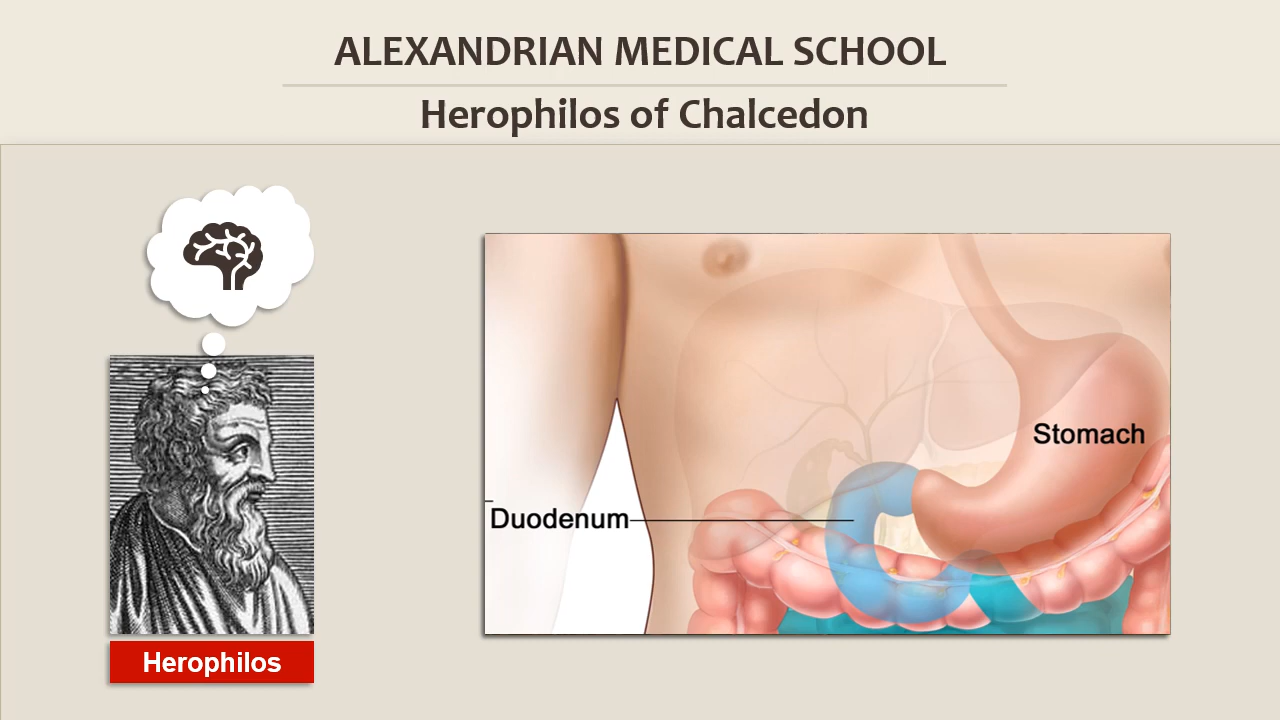 ALEXANDRIAN MEDICAL SCHOOL
Herophilos of Chalcedon
Stomach
Duodenum
Herophilos